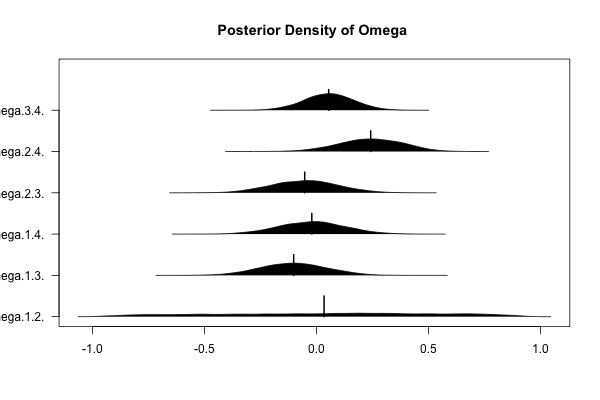 Posterior Density of Omega
ega.3.4.
ega.2.4.
ega.2.3.
ega.1.4.
ega.1.3.
ega.1.2.
-1.0 -0.5 0.0 0.5 1.0